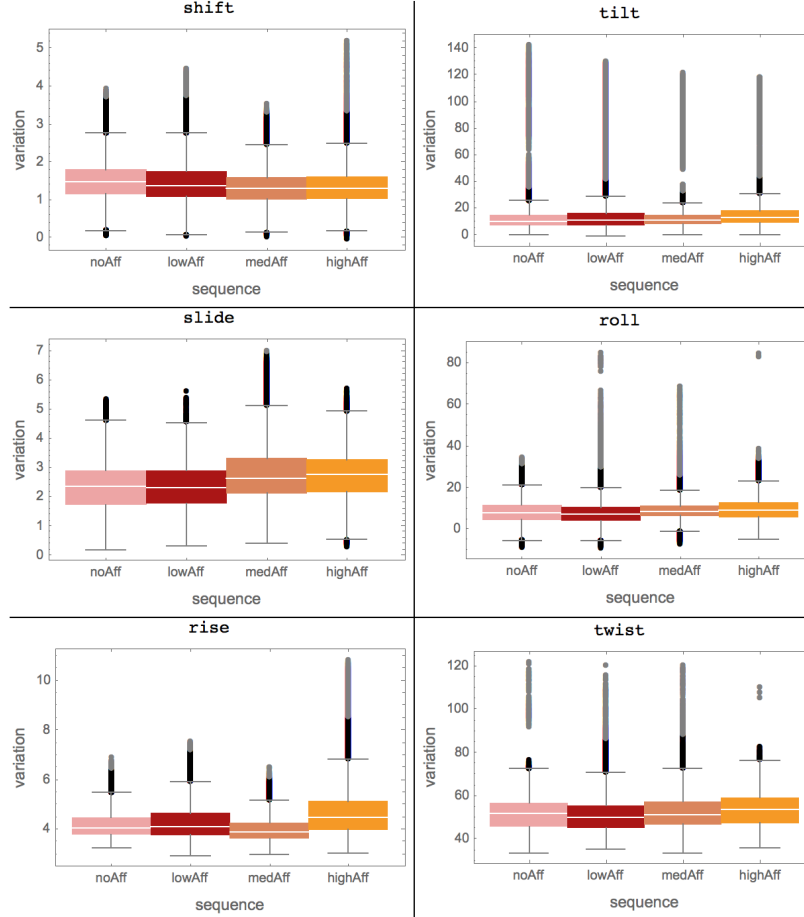 shift
variation
5
4
3
2
1
0
noAff lowAff medAff highAff
sequence
tilt
variation
140
120
100
80
60
40
20
0
noAff lowAff medAff highAff
sequence
slide
variation
7
6
5
4
3
2
1
0
noAff lowAff medAff highAff
sequence
roll
variation
80
60
40
20
0
noAff lowAff medAff highAff
sequence
rise
variation
10
8
6
4
noAff lowAff medAff highAff
sequence
twist
variation
120
100
80
60
40
noAff lowAff medAff highAff
sequence